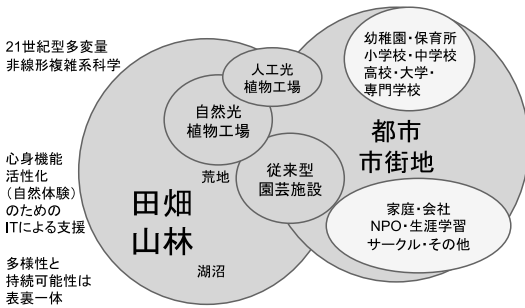 21世紀型多変量
非線形複雑系科学
心身機能
活性化
（自然体験）
のための
ITによる支援
多様性と
持続可能性は
表裏一体
人工光
植物工場
自然光
植物工場
荒地
従来型
園芸施設
田畑
山林
湖沼
幼稚園・保育所
小学校・中学校
高校・大学・
専門学校
都市
市街地
家庭・会社
NPO・生涯学習
サークル・その他